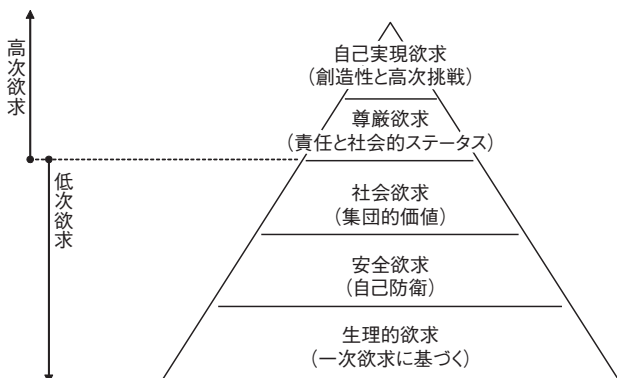 高次欲求
低次欲求
自己実現欲求
（創造性と高次挑戦）
尊厳欲求
（責任と社会的ステータス）
社会欲求
（集団的価値）
安全欲求
（自己防衛）
生理的欲求
（一次欲求に基づく）